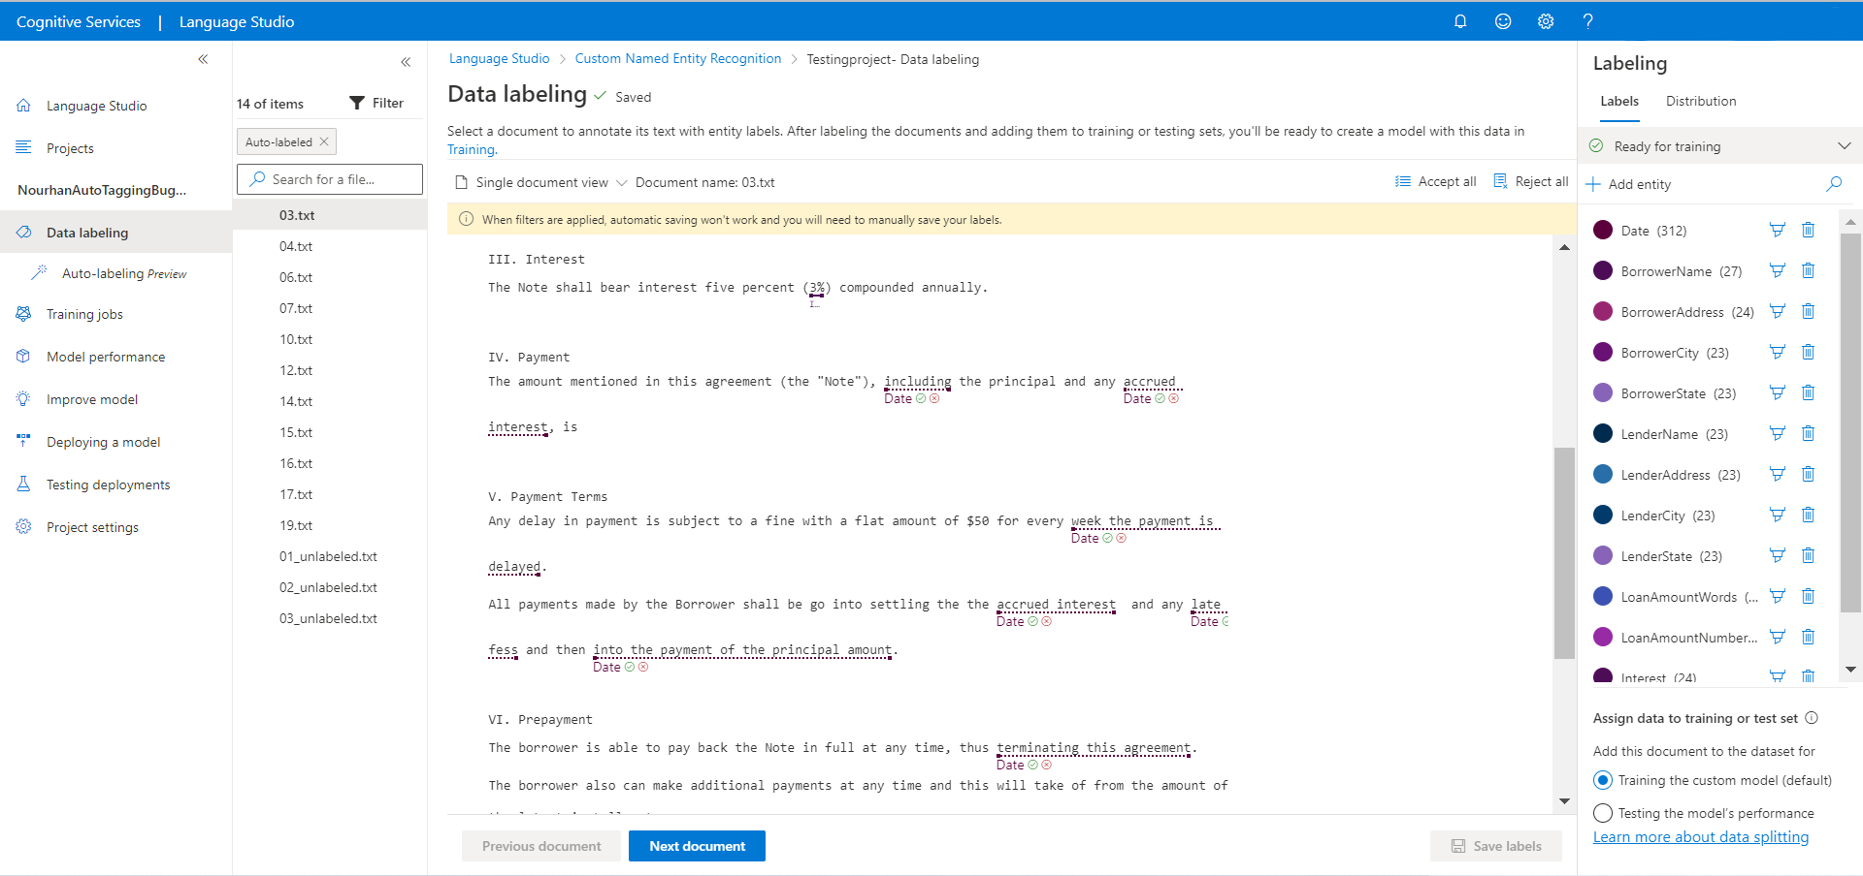 Cognitive Services | Language Studio
Language Studio
Projects
NourhanAutoTaggingBug...
Data labeling
Auto-labeling Preview
Training jobs
Model performance
Improve model
Deploying a model
Testing deployments
Project settings
14 of items
Filter
Auto-labeled
Search for a file...
03.txt
04.txt
06.txt
07.txt
10.txt
12.txt
14.txt
15.txt
16.txt
17.txt
19.txt
01_unlabeled.txt
02_unlabeled.txt
03_unlabeled.txt
Language Studio > Custom Named Entity Recognition > Testingproject- Data labeling
Data labeling Saved
Select a document to annotate its text with entity labels. After labeling the documents and adding them to training or testing sets, you'll be ready to create a model with this data in
Training.
Single document view Document name: 03.txt
Accept all Reject all
When filters are applied, automatic saving won't work and you will need to manually save your labels.
III. Interest
The Note shall bear interest five percent (3%) compounded annually.
I...
IV. Payment
The amount mentioned in this agreement (the "Note"), including the principal and any accrued
Date Date
interest, is
V. Payment Terms
Any delay in payment is subject to a fine with a flat amount of $50 for every week the payment is
Date
delayed.
All payments made by the Borrower shall be go into settling the the accrued interest and any late
Date Date
fess and then into the payment of the principal amount.
Date
VI. Prepayment
The borrower is able to pay back the Note in full at any time, thus terminating this agreement.
Date
The borrower also can make additional payments at any time and this will take of from the amount of
Previous document
Next document
Save labels
Labeling
Labels Distribution
Ready for training
Add entity
Date (312)
BorrowerName (27)
BorrowerAddress (24)
BorrowerCity (23)
BorrowerState (23)
LenderName (23)
LenderAddress (23)
LenderCity (23)
LenderState (23)
LoanAmountWords (...
LoanAmountNumber...
Interest (24)
Assign data to training or test set
Add this document to the dataset for
Training the custom model (default)
Testing the model's performance
Learn more about data splitting